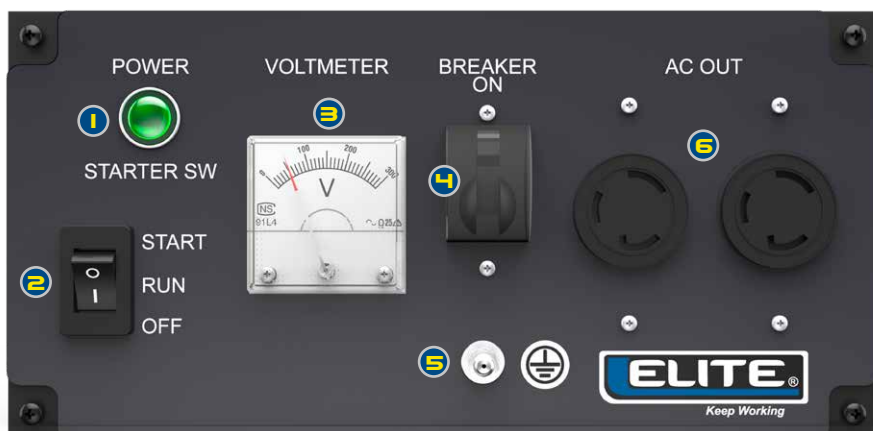 POWER
1
STARTER SW
2
O
I
START
RUN
OFF
VOLTMETER
3
0 100 200 300
V
NS
91L4
BREAKER
ON
4
5
AC OUT
6
ELITE®
Keep Working